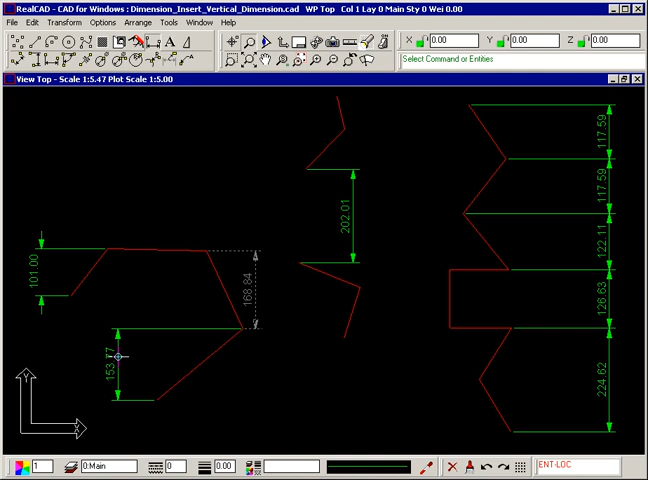 RealCAD - CAD for Windows : Dimension_Insert_Vertical_Dimension.cad WP Top Col 1 Lay 0 Main Sty 0 Wei 0.00
File Edit Transform Options Arrange Tools Window Help
X 0.00 Y 0.00 Z 0.00
Select Command or Entities
View Top - Scale 1:5.47 Plot Scale 1:5.00
117.59
117.59
202.01
122.11
101.00
168.84
126.63
153.77
224.62
Y
X
1 0:Main 0 0.00 ENT-LOC